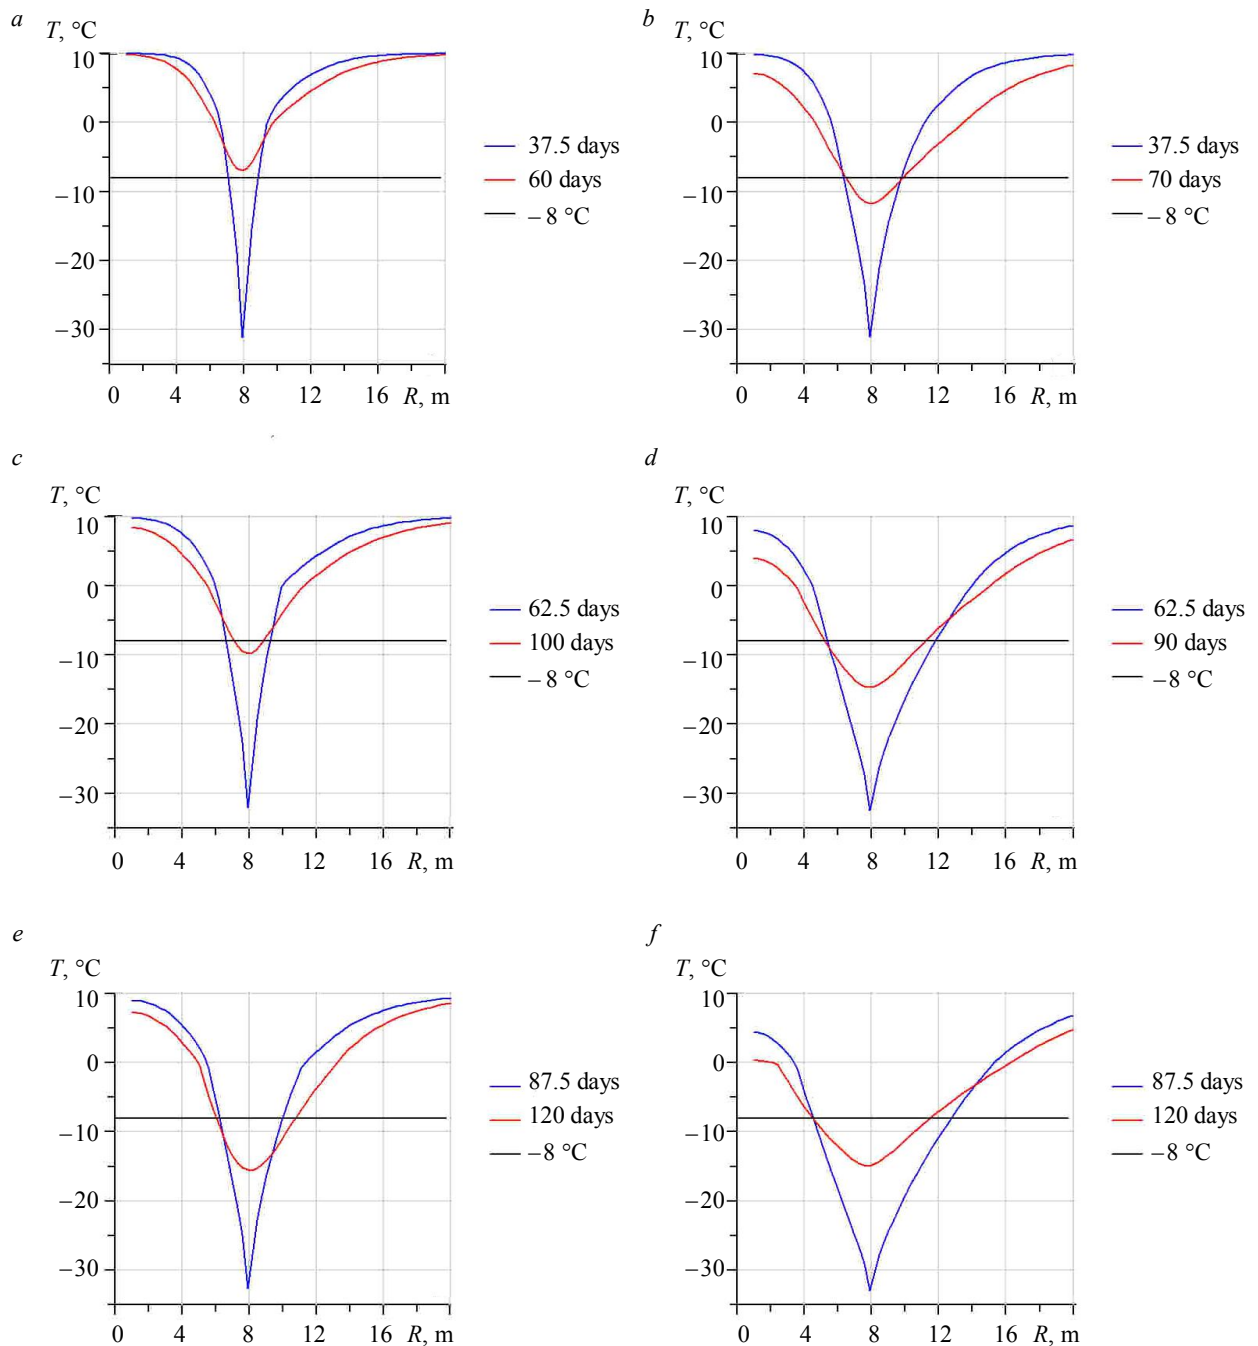 a
T, °C
10
0
−10
−20
−30
0 4 8 12 16 R, m
37.5 days
60 days
− 8 °C
b
T, °C
10
0
−10
−20
−30
0 4 8 12 16 R, m
37.5 days
70 days
− 8 °C
c
T, °C
10
0
−10
−20
−30
0 4 8 12 16 R, m
62.5 days
100 days
− 8 °C
d
T, °C
10
0
−10
−20
−30
0 4 8 12 16 R, m
62.5 days
90 days
−8 °C
e
T, °C
10
0
−10
−20
−30
0 4 8 12 16 R, m
87.5 days
120 days
−8 °C
f
T, °C
10
0
−10
−20
−30
0 4 8 12 16 R, m
87.5 days
120 days
−8 °C